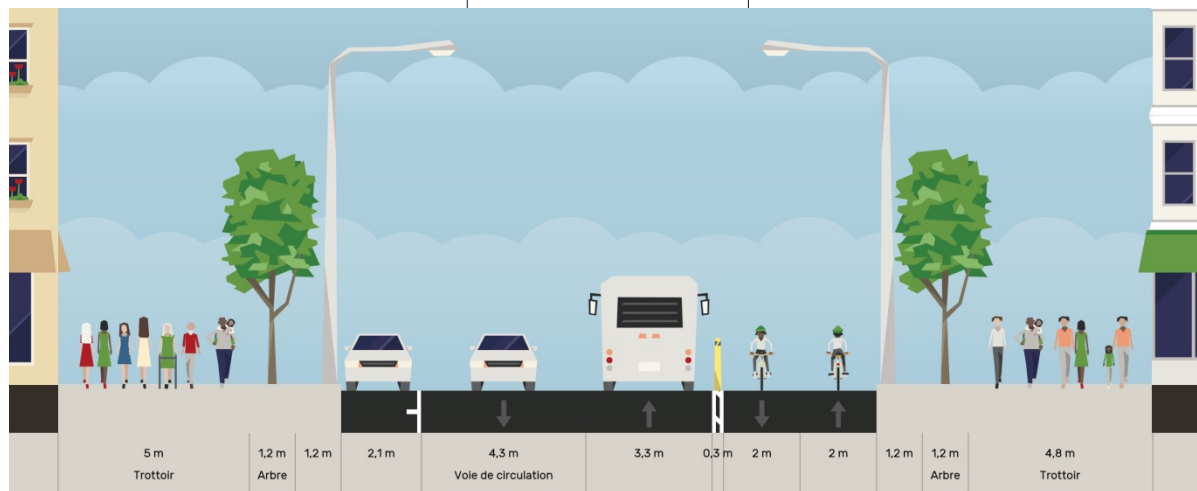 5 m 1,2 m 1,2 m 2,1 m 4,3 m 3,3 m 0,3 m 2 m 2 m 1,2 m 1,2 m 4,8 m
Trottoir Arbre Voie de circulation Arbre Trottoir